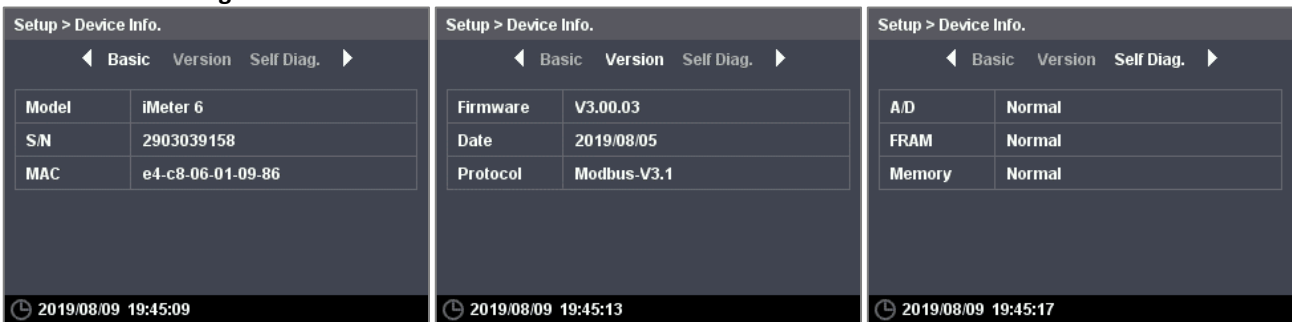 Setup > Device Info.
Basic Version Self Diag.
Model iMeter 6
S/N 2903039158
MAC e4-c8-06-01-09-86
2019/08/09 19:45:09
Setup > Device Info.
Basic Version Self Diag.
Firmware V3.00.03
Date 2019/08/05
Protocol Modbus-V3.1
2019/08/09 19:45:13
Setup > Device Info.
Basic Version Self Diag.
A/D Normal
FRAM Normal
Memory Normal
2019/08/09 19:45:17